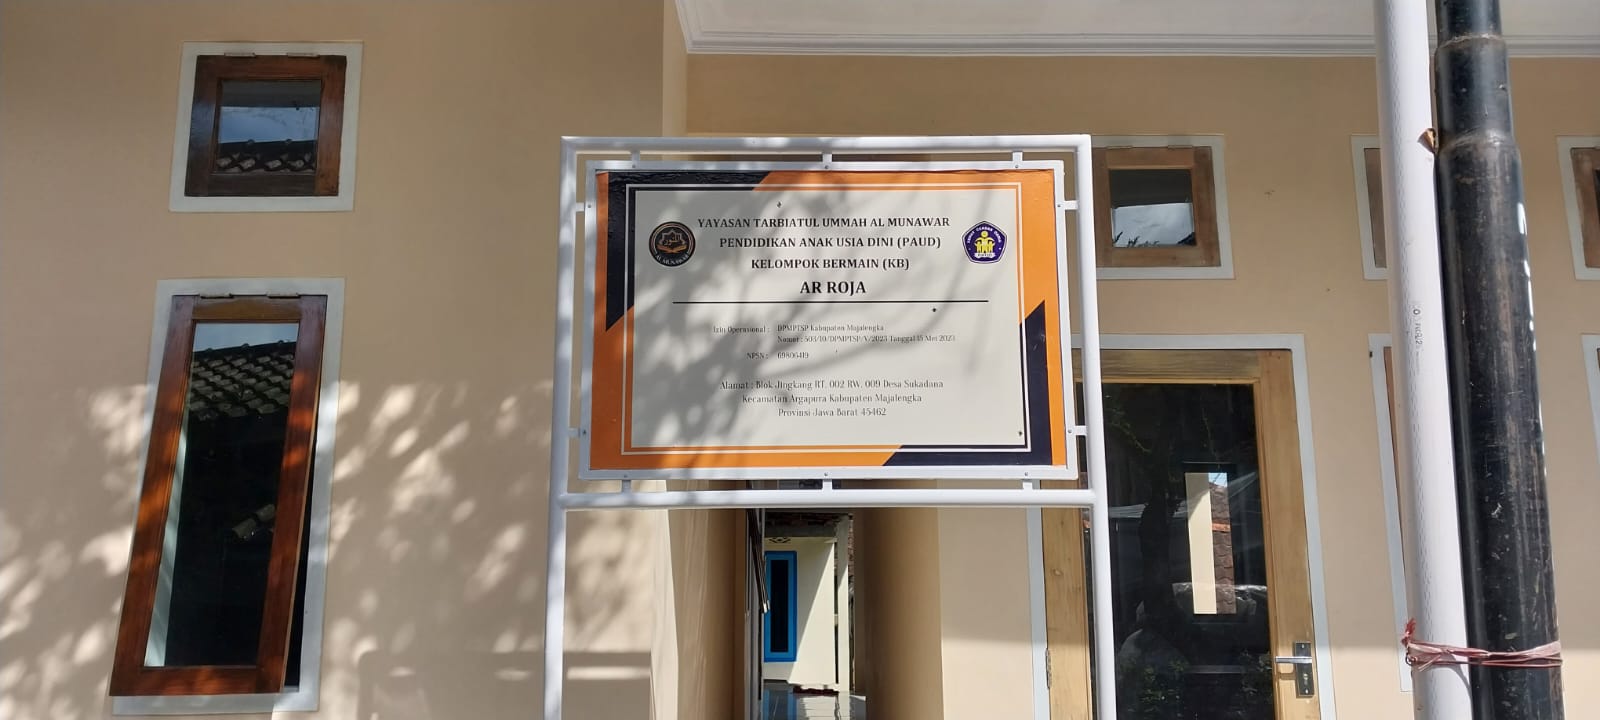 YAYASAN TARBIATUL UMMAH AL MUNAWAR
PENDIDIKAN ANAK USIA DINI (PAUD)
KELOMPOK BERMAIN (KB)
AR ROJA
Izin Operasional : DPMPTSP Kabupaten Majalengka
Nomor : 503/10/DPMPTSP/V/2023 Tanggal 15 Mei 2023
NPSN : 69806419
Alamat : Blok Jingkang RT. 002 RW. 009 Desa Sukadana
Kecamatan Argapura Kabupaten Majalengka
Provinsi Jawa Barat 45462
AL MUNAWAR